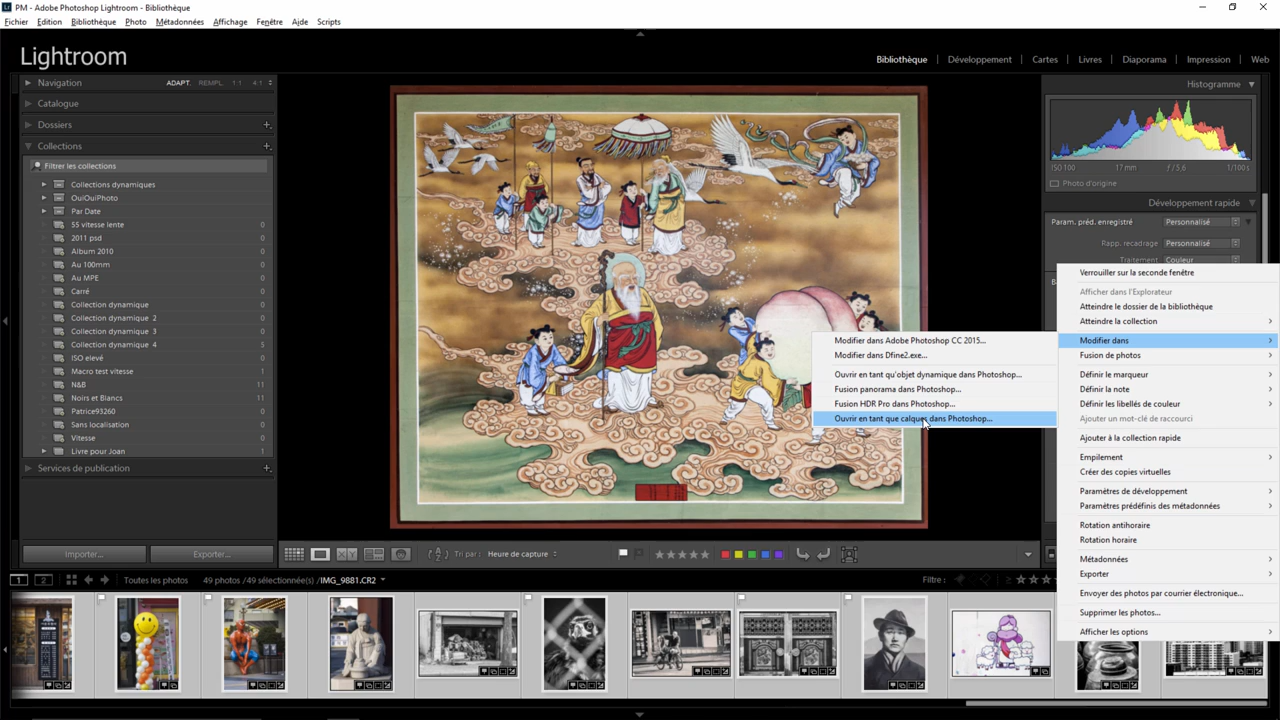 PM - Adobe Photoshop Lightroom - Bibliothèque
Fichier Edition Bibliothèque Photo Métadonnées Affichage Fenêtre Aide Scripts
Lightroom
Bibliothèque | Développement | Cartes | Livres | Diaporama | Impression | Web
Navigation ADAPT. REMPL. 1:1 4:1
Catalogue
Dossiers
Collections
Filtrer les collections
Collections dynamiques
OuiOuiPhoto
Par Date
55 vitesse lente 0
2011 psd 0
Album 2010 0
Au 100mm 0
Au MPE 0
Carré 0
Collection dynamique 0
Collection dynamique 2 0
Collection dynamique 3 0
Collection dynamique 4 5
ISO elevé 0
Macro test vitesse 0
N&B 11
Noirs et Blancs 11
Patrice93260 0
Sans localisation 0
Vitesse 0
Livre pour Joan 1
Services de publication
Importer... Exporter...
Histogramme
ISO 100 17 mm ƒ / 5,6 1/100 s
Photo d'origine
Développement rapide
Param. préd. enregistré Personnalisé
Rapp. recadrage Personnalisé
Traitement Couleur
Verrouiller sur la seconde fenêtre
Afficher dans l'Explorateur
Atteindre le dossier de la bibliothèque
Atteindre la collection
Modifier dans
Fusion de photos
Définir le marqueur
Définir la note
Définir les libellés de couleur
Ajouter un mot-clé de raccourci
Ajouter à la collection rapide
Empilement
Créer des copies virtuelles
Paramètres de développement
Paramètres prédéfinis des métadonnées
Rotation antihoraire
Rotation horaire
Métadonnées
Exporter
Envoyer des photos par courrier électronique...
Supprimer les photos...
Afficher les options
Modifier dans Adobe Photoshop CC 2015...
Modifier dans Dfine2.exe...
Ouvrir en tant qu'objet dynamique dans Photoshop...
Fusion panorama dans Photoshop...
Fusion HDR Pro dans Photoshop...
Ouvrir en tant que calques dans Photoshop...
Tri par : Heure de capture
1 2 Toutes les photos 49 photos /49 sélectionnée(s) /IMG_9881.CR2
Filtre :